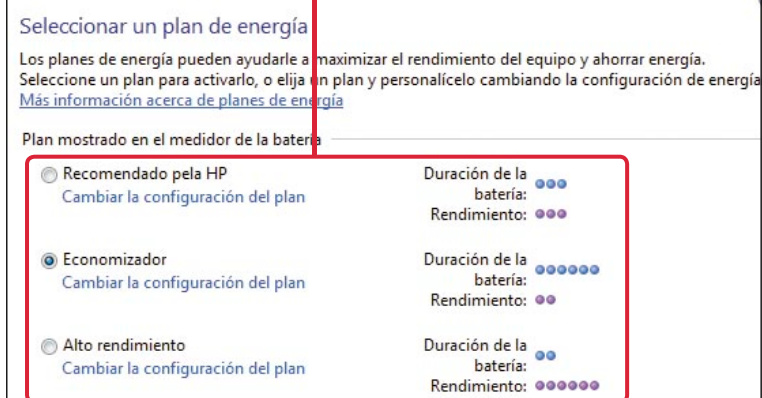 Seleccionar un plan de energía
Los planes de energía pueden ayudarle a maximizar el rendimiento del equipo y ahorrar energía.
Seleccione un plan para activarlo, o elija un plan y personalícelo cambiando la configuración de energía
Más información acerca de planes de energía
Plan mostrado en el medidor de la batería
Recomendado pela HP
Duración de la
batería:
Cambiar la configuración del plan
Rendimiento:
Economizador
Duración de la
batería:
Cambiar la configuración del plan
Rendimiento:
Alto rendimiento
Duración de la
batería:
Cambiar la configuración del plan
Rendimiento: